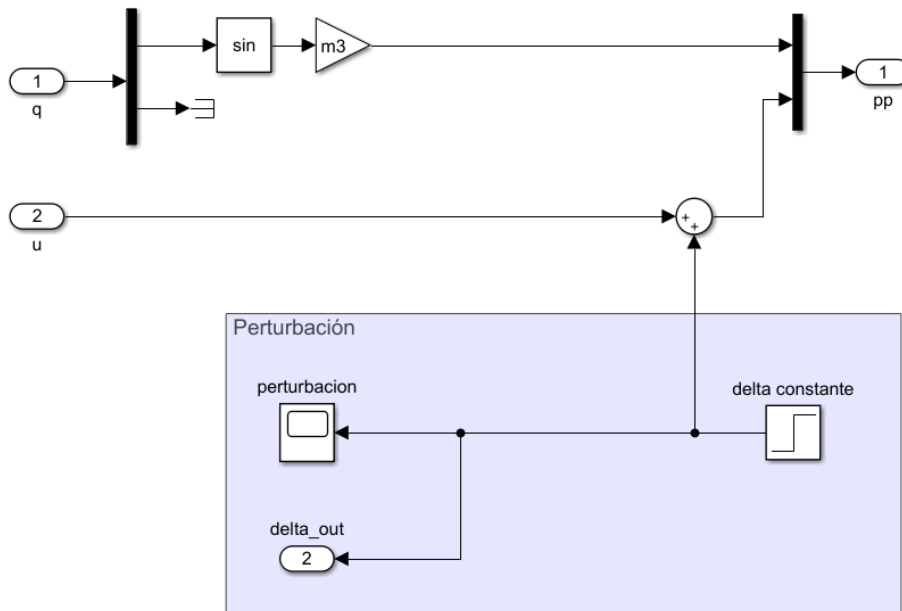 sin
m3
1
q
1
pp
2
u
+
+
Perturbación
perturbacion
delta constante
delta_out
2